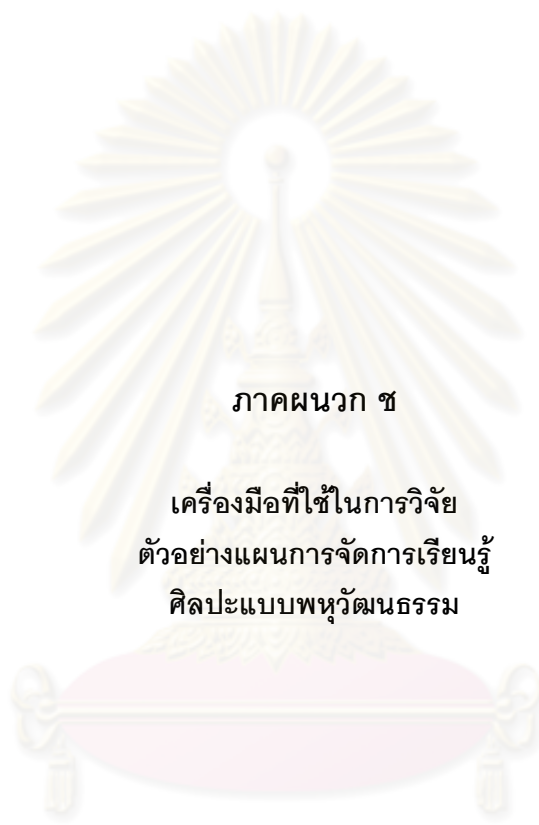 ภาคผนวก ช
เครื่องมือที่ใช้ในการวิจัย
ตัวอย่างแผนการจัดการเรียนรู้
ศิลปะแบบพหุวัฒนธรรม